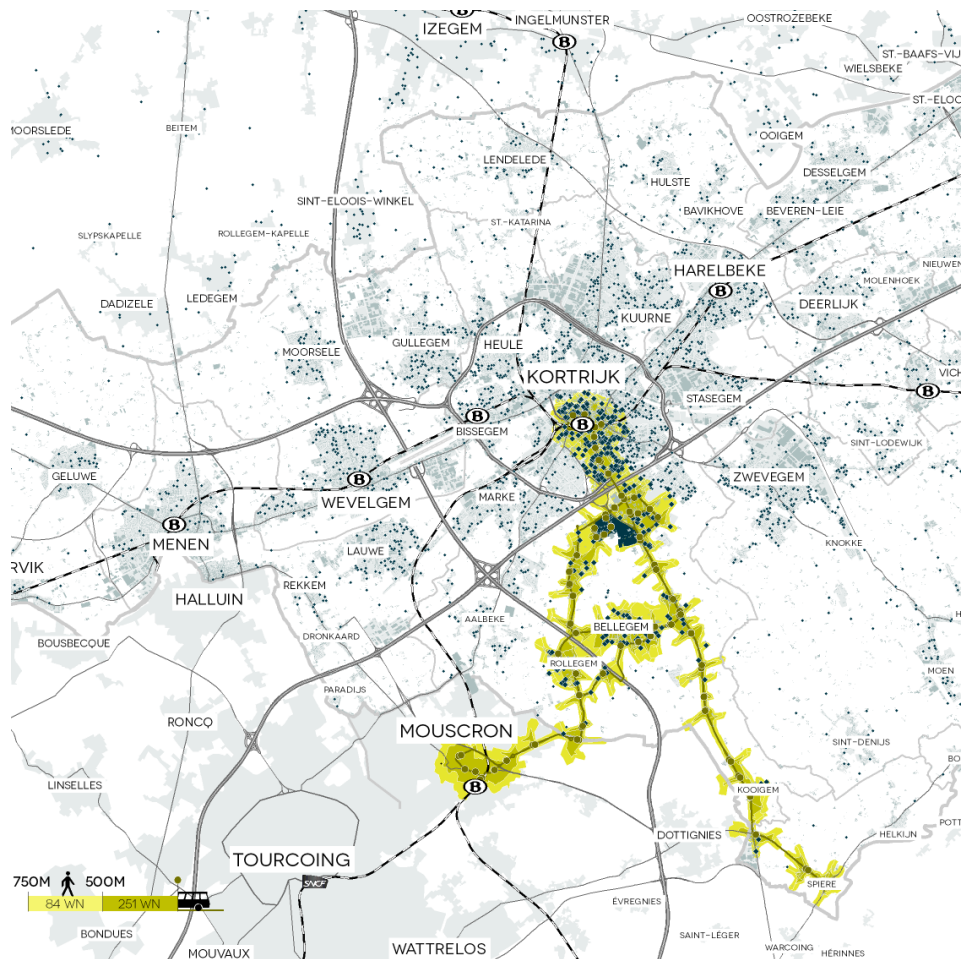 IZEGEM
INGELMUNSTER
OOSTROZEBEKE
B
B
ST.-BAAFS-VIJ
WIELSBEKE
ST.-ELOO
MOORSLEDE
BEITEM
OOIGEM
LENDELEDE
DESSELGEM
HULSTE
SINT-ELOOIS-WINKEL
BAVIKHOVE
BEVEREN-LEIE
ST.-KATARINA
SLYPSKAPELLE
ROLLEGEM-KAPELLE
HARELBEKE
NIEUWEN
MOLENHOEK
B
DADIZELE
LEDEGEM
DEERLIJK
KUURNE
GULLEGEM
HEULE
MOORSELE
KORTRIJK
VICH
B
STASEGEM
B
B
BISSEGEM
SINT-LODEWIJK
GELUWE
ZWEVEGEM
B
WEVELGEM
MARKE
B
MENEN
KNOKKE
LAUWE
RVIK
REKKEM
HALLUIN
H
AALBEKE
BELLEGEM
DRONKAARD
BOUSBECQUE
ROLLEGEM
MOEN
PARADIJS
RONCQ
MOUSCRON
SINT-DENIJS
BO
LINSELLES
B
KOOIGEM
POTT
DOTTIGNIES
HELKIJN
TOURCOING
750M 500M
SNCF
SPIERE
84 WN 251 WN
ÉVREGNIES
BONDUES
SAINT-LÉGER
WATTRELOS
WARCOING
MOUVAUX
HÉRINNES